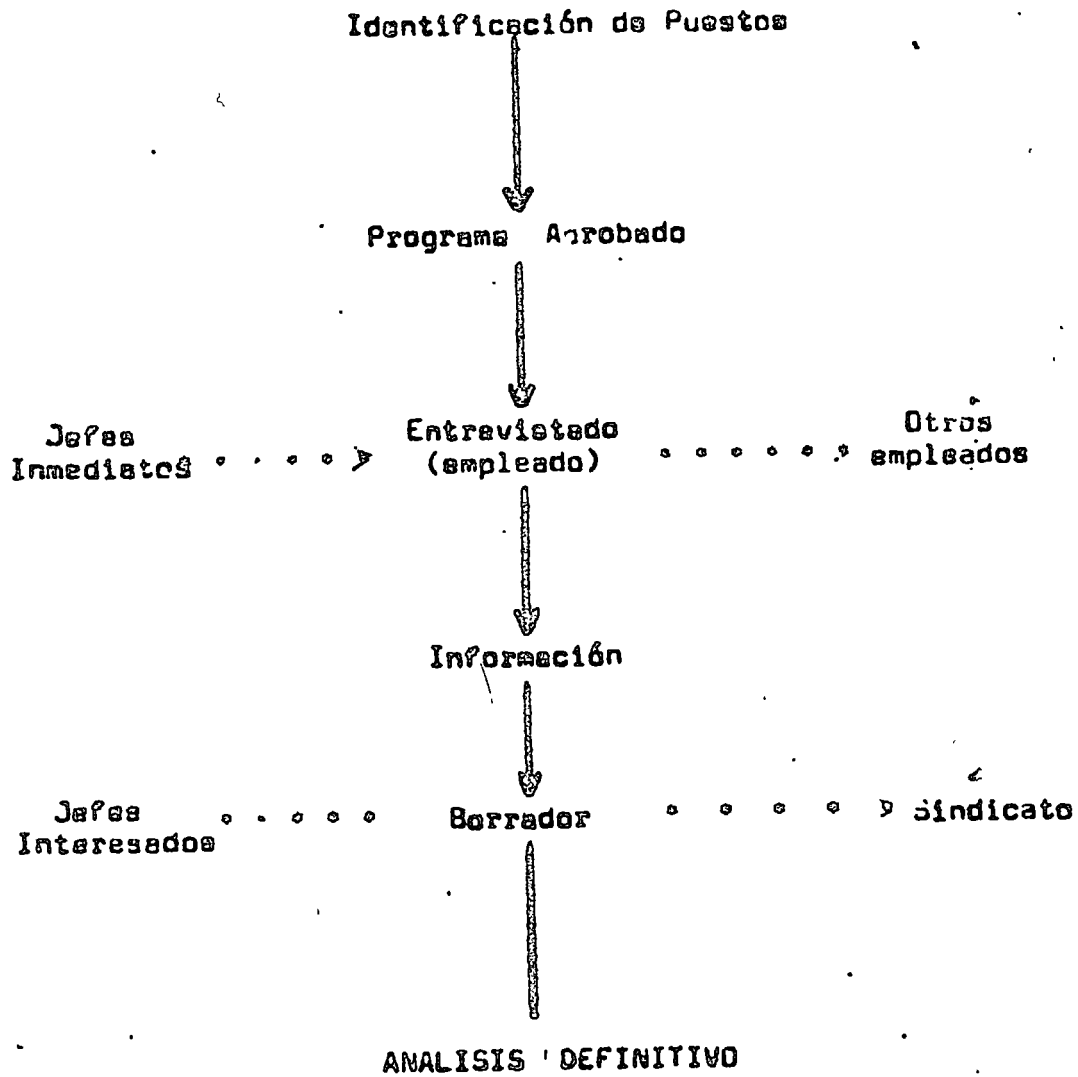 Identificación de Puestos
Programa Aprobado
Jefes
Inmediatos
Entrevistado
(empleado)
Otros
empleados
Información
Jefes
Interesados
Borrador
Sindicato
ANALISIS DEFINITIVO